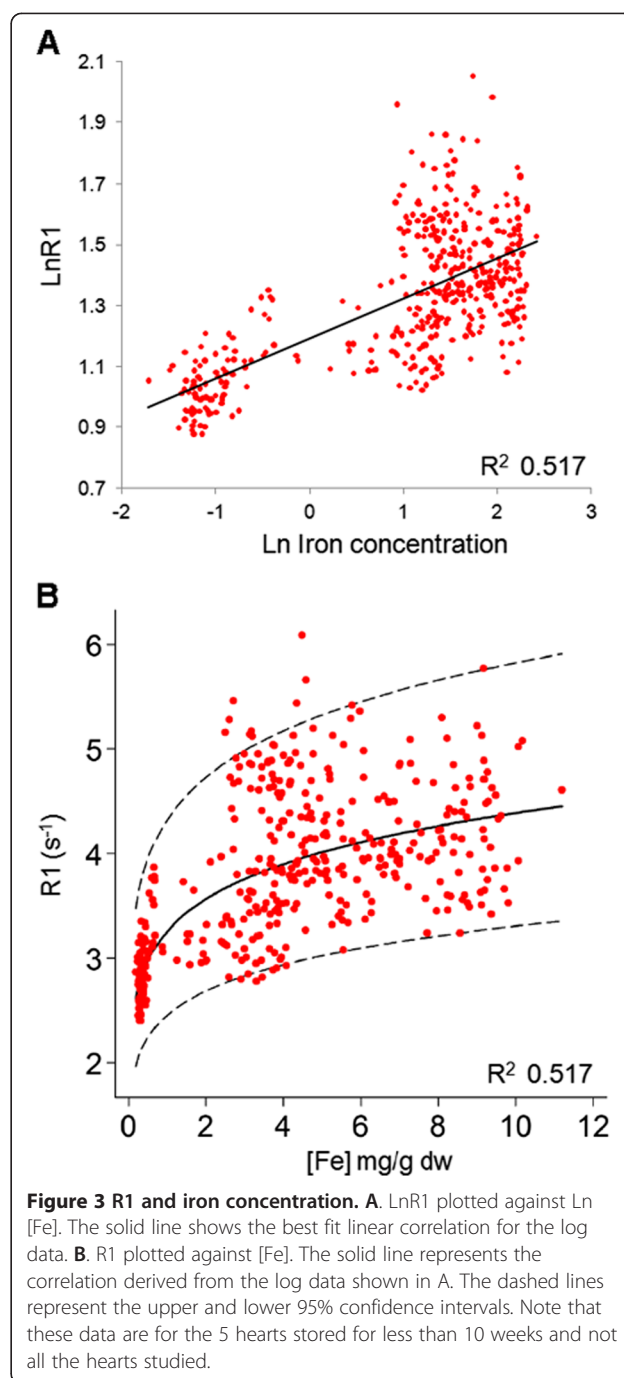 A
2.1
1.9
1.7
1.5
1.3
1.1
0.9
0.7
LnR1
-2 -1 0 1 2 3
Ln Iron concentration
R² 0.517
B
6
5
4
3
2
R1 (s⁻¹)
0 2 4 6 8 10 12
[Fe] mg/g dw
R² 0.517
Figure 3 R1 and iron concentration. A. LnR1 plotted against Ln
[Fe]. The solid line shows the best fit linear correlation for the log
data. B. R1 plotted against [Fe]. The solid line represents the
correlation derived from the log data shown in A. The dashed lines
represent the upper and lower 95% confidence intervals. Note that
these data are for the 5 hearts stored for less than 10 weeks and not
all the hearts studied.